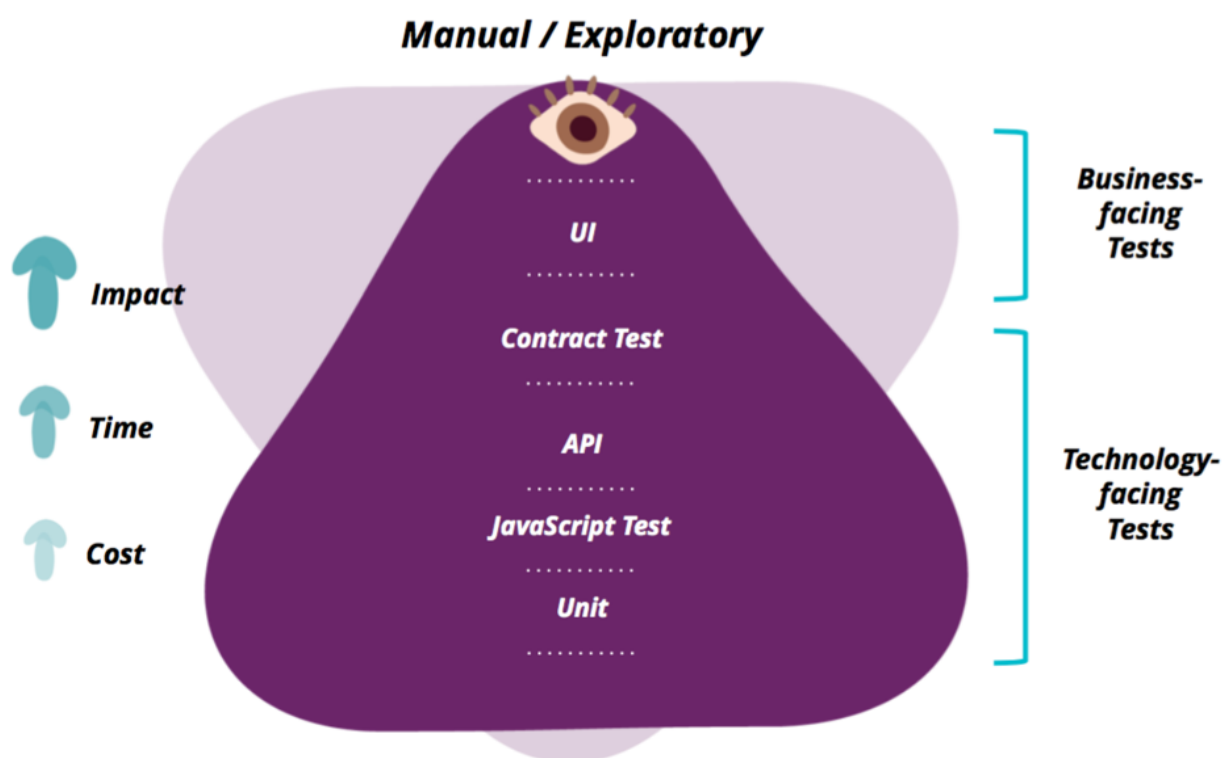 Manual / Exploratory
UI
Contract Test
API
JavaScript Test
Unit
Impact
Time
Cost
Business-
facing
Tests
Technology-
facing
Tests